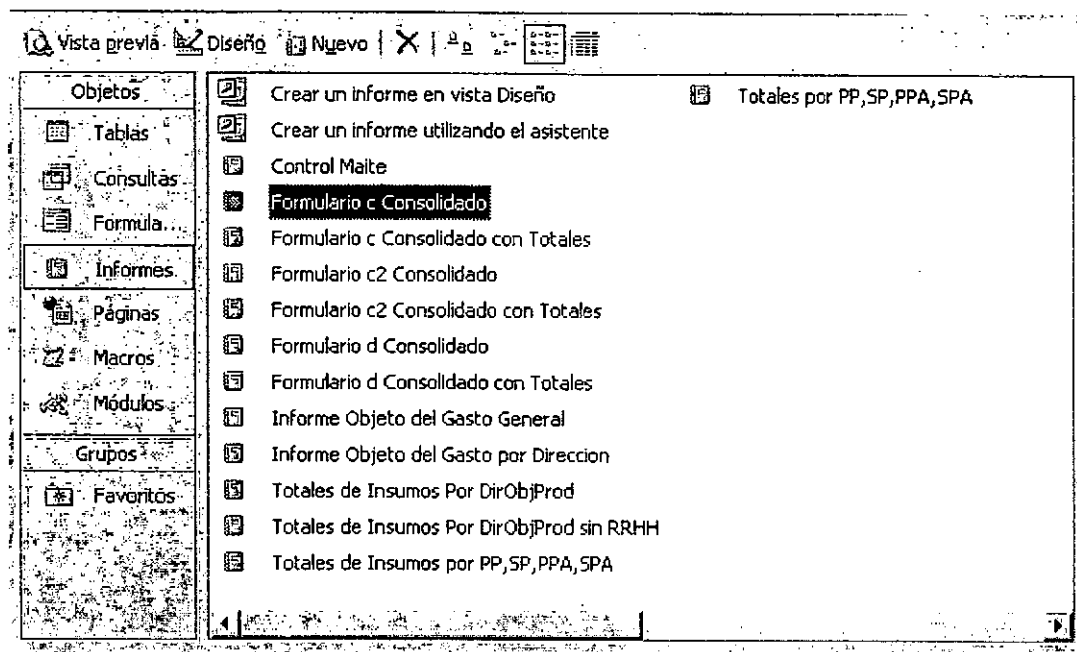 Vista previa Diseño Nuevo
Objetos
Tablas
Consultas
Formula...
Informes
Páginas
Macros
Módulos
Grupos
Favoritos
Crear un informe en vista Diseño
Crear un informe utilizando el asistente
Control Maite
Formulario c Consolidado
Formulario c Consolidado con Totales
Formulario c2 Consolidado
Formulario c2 Consolidado con Totales
Formulario d Consolidado
Formulario d Consolidado con Totales
Informe Objeto del Gasto General
Informe Objeto del Gasto por Direccion
Totales de Insumos Por DirObjProd
Totales de Insumos Por DirObjProd sin RRHH
Totales de Insumos por PP,SP,PPA,SPA
Totales por PP,SP,PPA,SPA